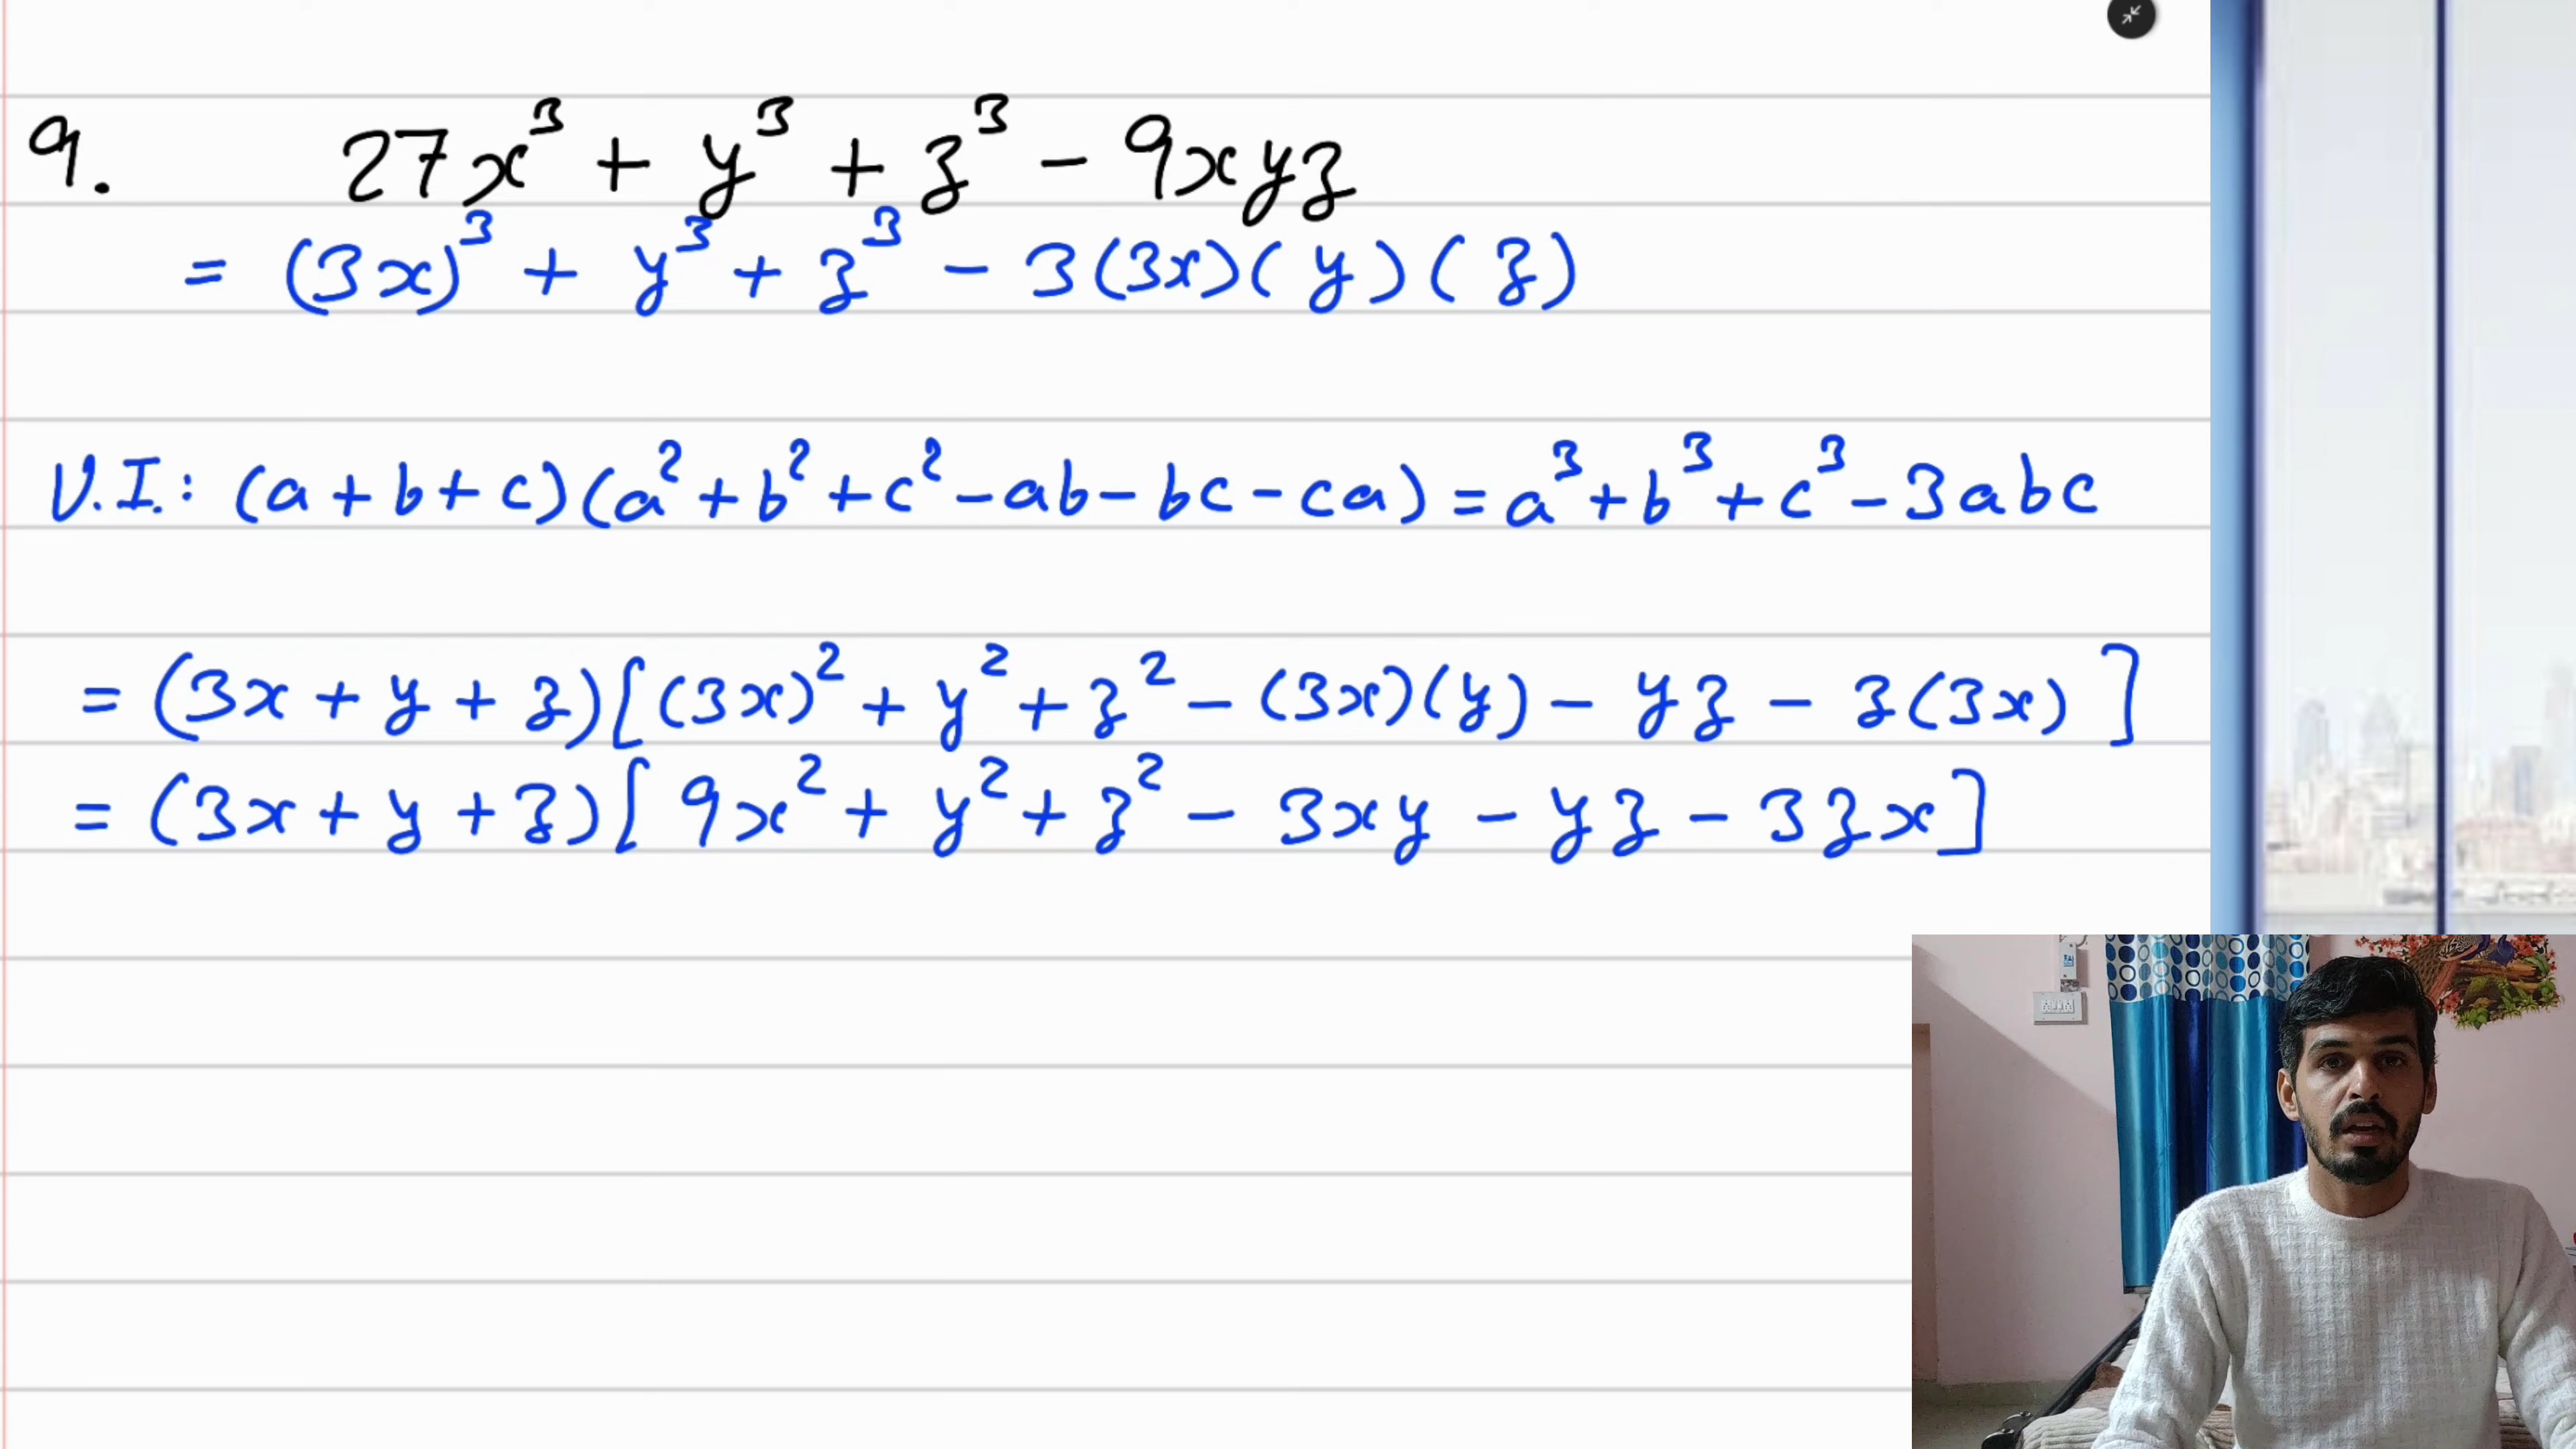 9. 27x³ + y³ + z³ - 9xyz
= (3x)³ + y³ + z³ - 3(3x)(y)(z)
V.I.: (a+b+c)(a²+b²+c²-ab-bc-ca) = a³+b³+c³-3abc
= (3x+y+z)[(3x)²+y²+z²-(3x)(y)-yz-z(3x)]
= (3x+y+z)[9x²+y²+z²-3xy-yz-3zx]